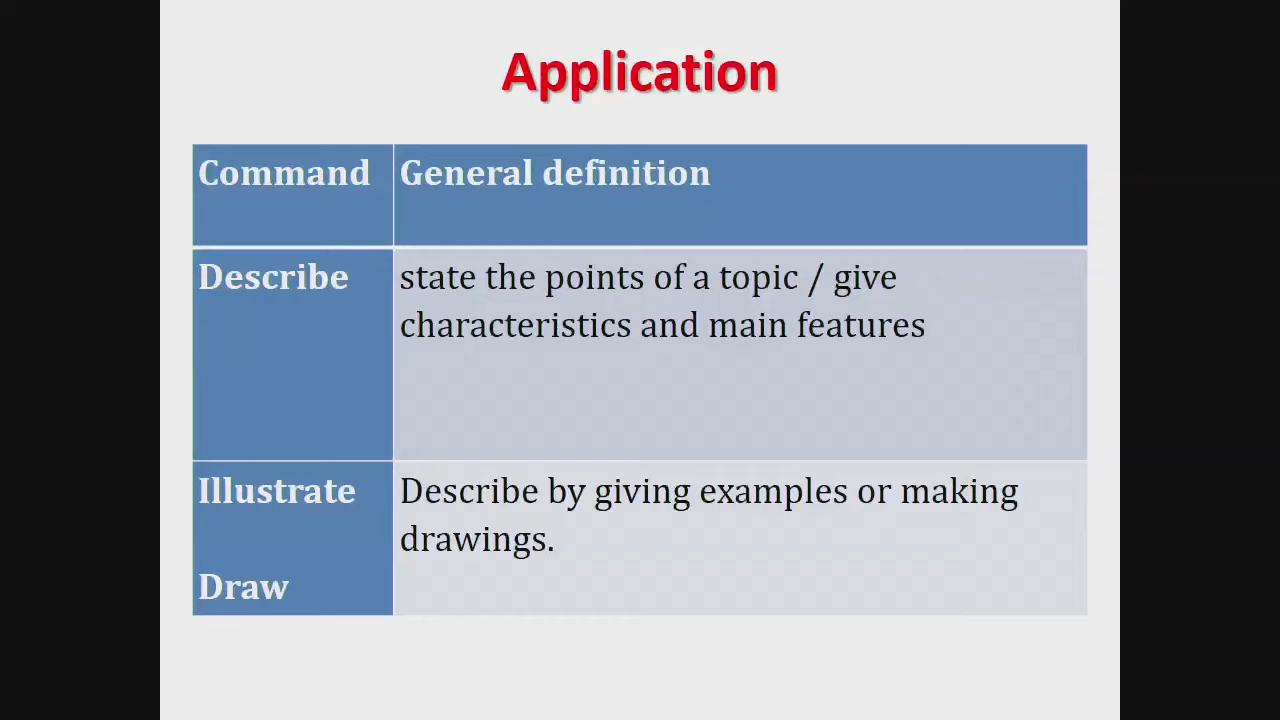 Application
Command
General definition
Describe
state the points of a topic / give
characteristics and main features
Illustrate
Draw
Describe by giving examples or making
drawings.